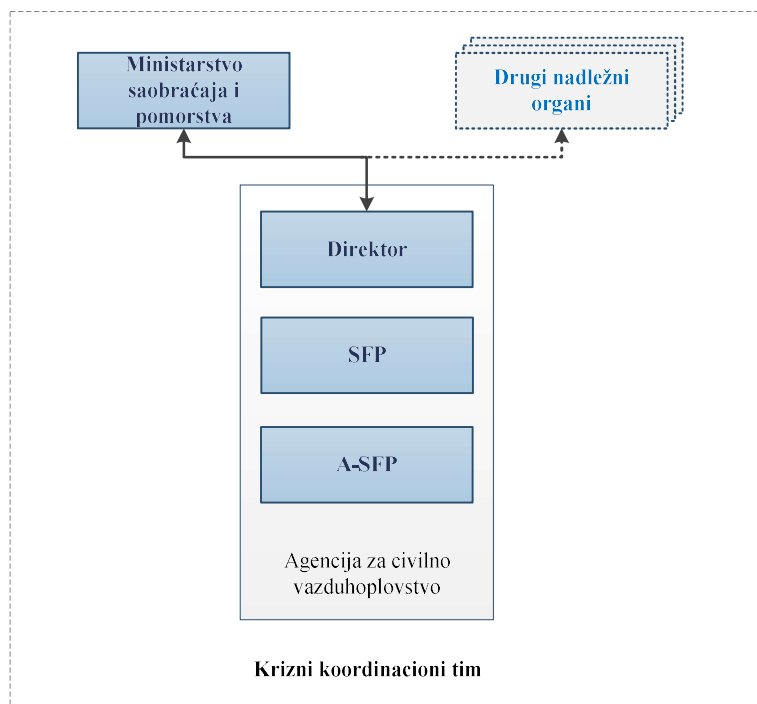 Ministarstvo
saobraćaja i
pomorstva
Drugi nadležni
organi
Direktor
SFP
A-SFP
Agencija za civilno
vazduhoplovstvo
Krizni koordinacioni tim